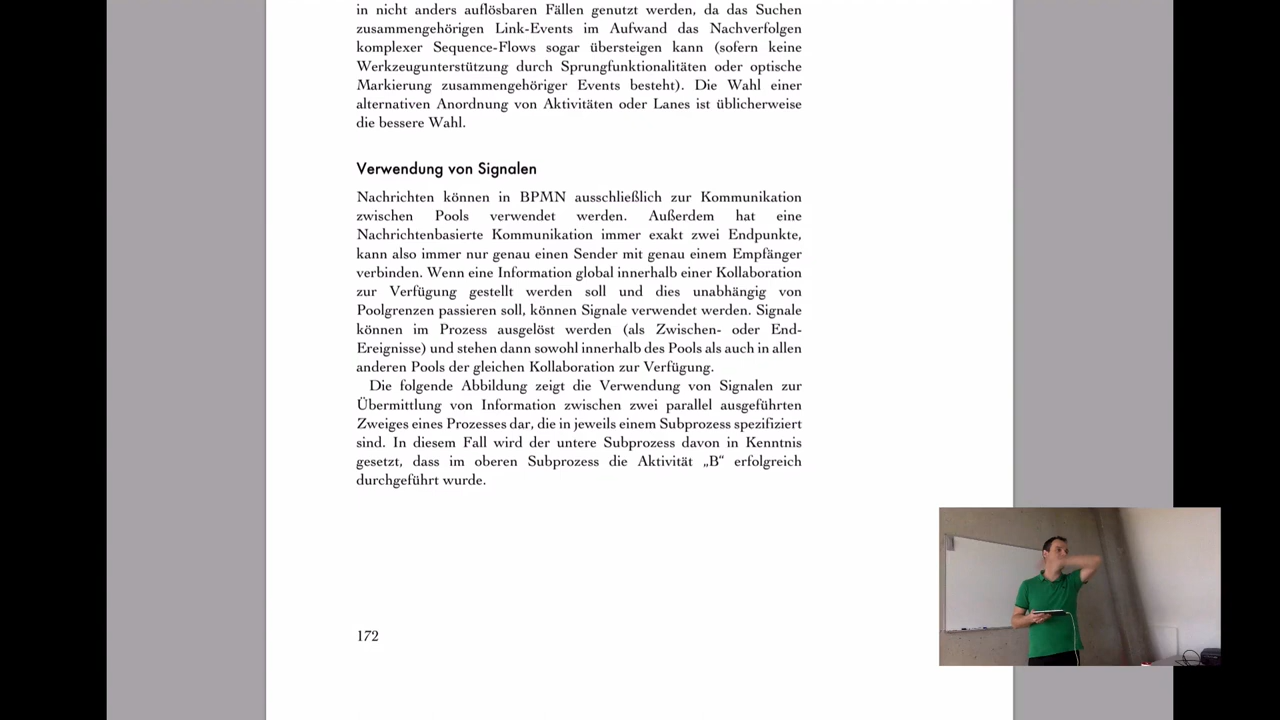 in nicht anders auflösbaren Fällen genutzt werden, da das Suchen
zusammengehörigen Link-Events im Aufwand das Nachverfolgen
komplexer Sequence-Flows sogar übersteigen kann (sofern keine
Werkzeugunterstützung durch Sprungfunktionalitäten oder optische
Markierung zusammengehöriger Events besteht). Die Wahl einer
alternativen Anordnung von Aktivitäten oder Lanes ist üblicherweise
die bessere Wahl.
Verwendung von Signalen
Nachrichten können in BPMN ausschließlich zur Kommunikation
zwischen Pools verwendet werden. Außerdem hat eine
Nachrichtenbasierte Kommunikation immer exakt zwei Endpunkte,
kann also immer nur genau einen Sender mit genau einem Empfänger
verbinden. Wenn eine Information global innerhalb einer Kollaboration
zur Verfügung gestellt werden soll und dies unabhängig von
Poolgrenzen passieren soll, können Signale verwendet werden. Signale
können im Prozess ausgelöst werden (als Zwischen- oder End-
Ereignisse) und stehen dann sowohl innerhalb des Pools als auch in allen
anderen Pools der gleichen Kollaboration zur Verfügung.
Die folgende Abbildung zeigt die Verwendung von Signalen zur
Übermittlung von Information zwischen zwei parallel ausgeführten
Zweiges eines Prozesses dar, die in jeweils einem Subprozess spezifiziert
sind. In diesem Fall wird der untere Subprozess davon in Kenntnis
gesetzt, dass im oberen Subprozess die Aktivität „B“ erfolgreich
durchgeführt wurde.
172